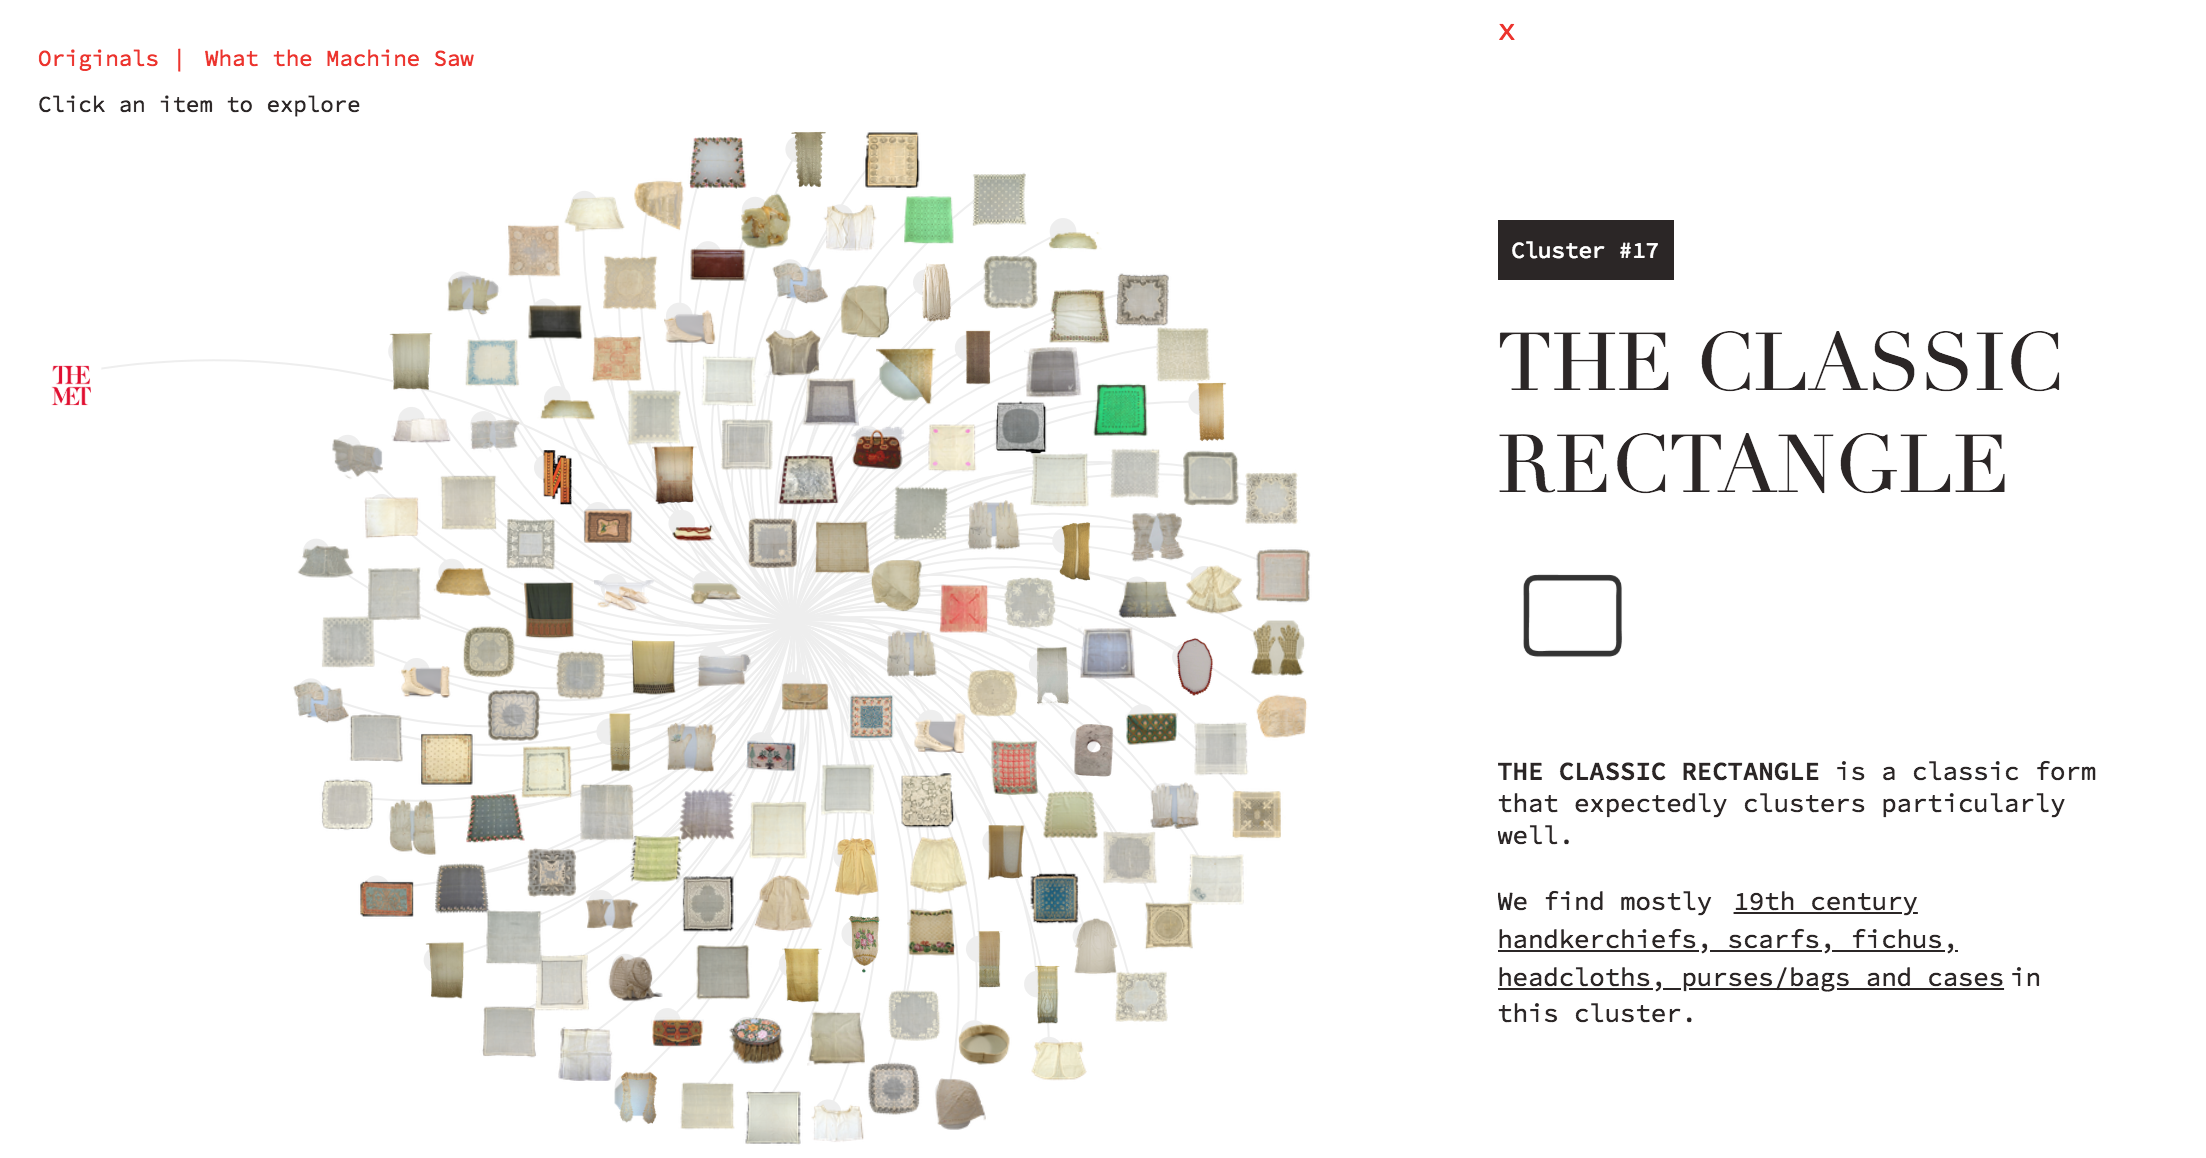 Originals | What the Machine Saw
Click an item to explore
THE
MET
x
Cluster #17
THE CLASSIC
RECTANGLE
THE CLASSIC RECTANGLE is a classic form
that expectedly clusters particularly
well.
We find mostly 19th century
handkerchiefs, scarfs, fichus,
headcloths, purses/bags and cases in
this cluster.